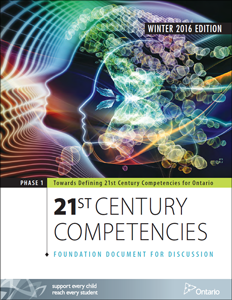 WINTER 2016 EDITION
PHASE 1 Towards Defining 21st Century Competencies for Ontario
21ST CENTURY
COMPETENCIES
FOUNDATION DOCUMENT FOR DISCUSSION
support every child
reach every student
Ontario